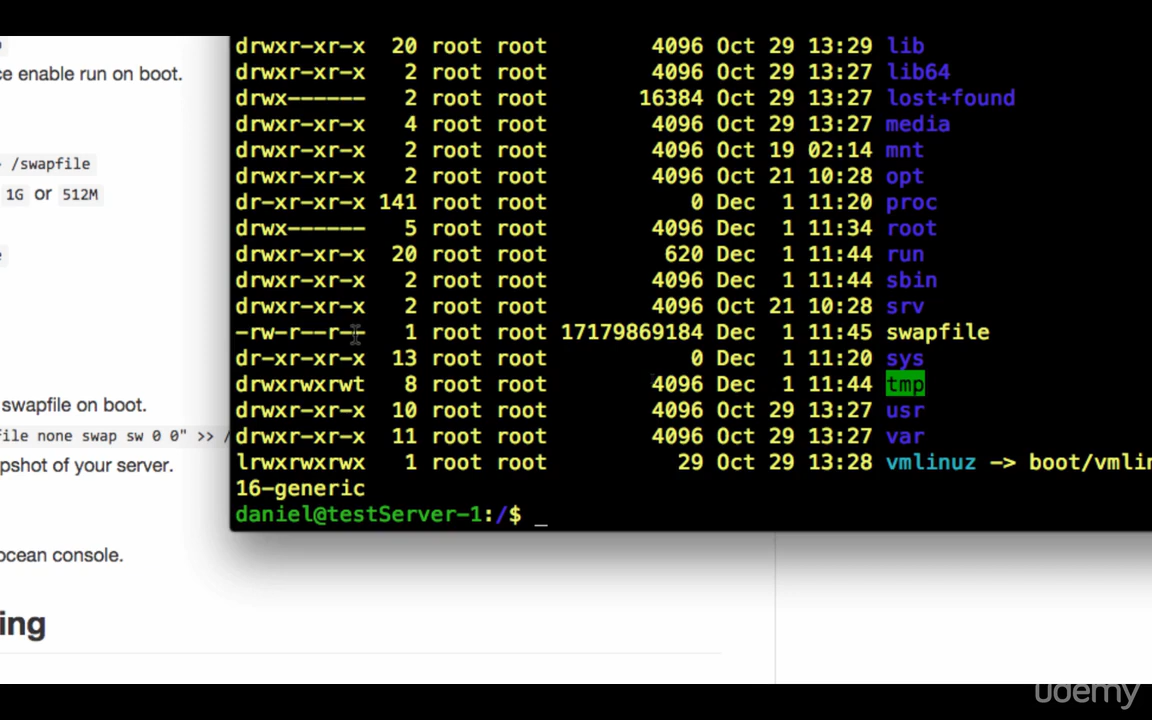 drwxr-xr-x 20 root root 4096 Oct 29 13:29 lib
ce enable run on boot.
drwxr-xr-x 2 root root 4096 Oct 29 13:27 lib64
drwx------ 2 root root 16384 Oct 29 13:27 lost+found
drwxr-xr-x 4 root root 4096 Oct 29 13:27 media
drwxr-xr-x 2 root root 4096 Oct 19 02:14 mnt
/swapfile
drwxr-xr-x 2 root root 4096 Oct 21 10:28 opt
1G or 512M
dr-xr-xr-x 141 root root 0 Dec 1 11:20 proc
drwx------ 5 root root 4096 Dec 1 11:34 root
drwxr-xr-x 20 root root 620 Dec 1 11:44 run
drwxr-xr-x 2 root root 4096 Dec 1 11:44 sbin
drwxr-xr-x 2 root root 4096 Oct 21 10:28 srv
-rw-r--r-- 1 root root 17179869184 Dec 1 11:45 swapfile
dr-xr-xr-x 13 root root 0 Dec 1 11:20 sys
drwxrwxrwt 8 root root 4096 Dec 1 11:44 tmp
swapfile on boot.
drwxr-xr-x 10 root root 4096 Oct 29 13:27 usr
file none swap sw 0 0" >> /
drwxr-xr-x 11 root root 4096 Oct 29 13:27 var
pshot of your server.
lrwxrwxrwx 1 root root 29 Oct 29 13:28 vmlinuz -> boot/vmlin
16-generic
daniel@testServer-1:/$ _
ocean console.
ing
udemy